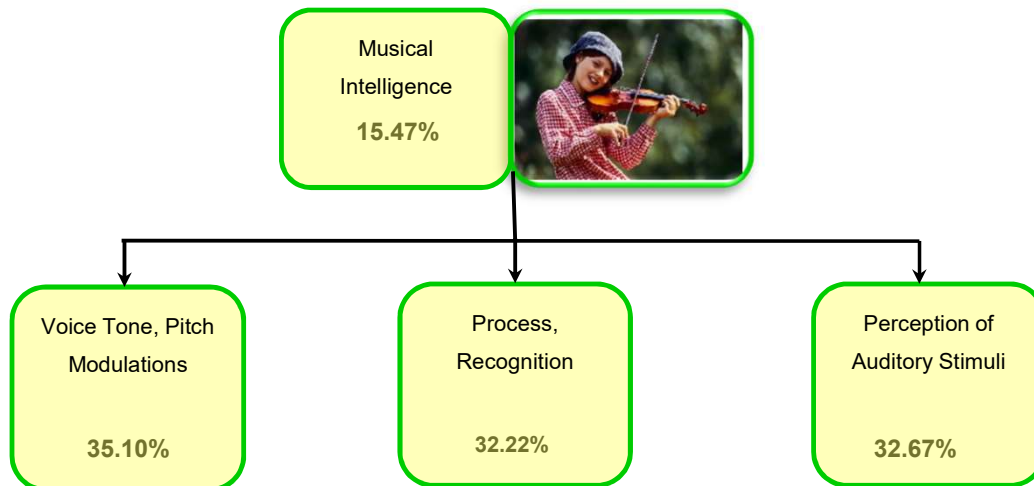 Musical
Intelligence
15.47%
Voice Tone, Pitch
Modulations
35.10%
Process,
Recognition
32.22%
Perception of
Auditory Stimuli
32.67%